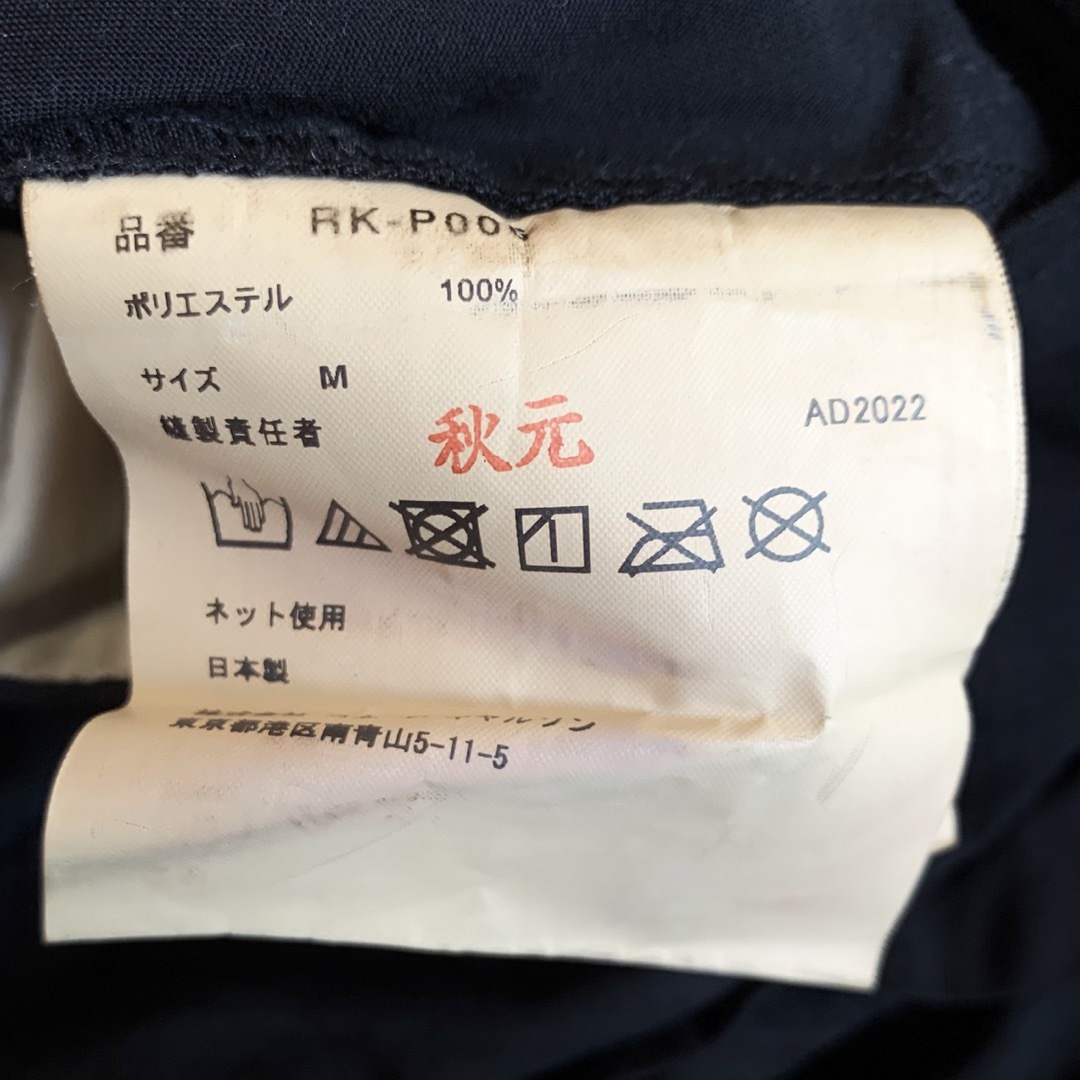 品番 RK-P00
ポリエステル 100%
サイズ M
縫製責任者 秋元 AD2022
ネット使用
日本製
東京都港区南青山5-11-5